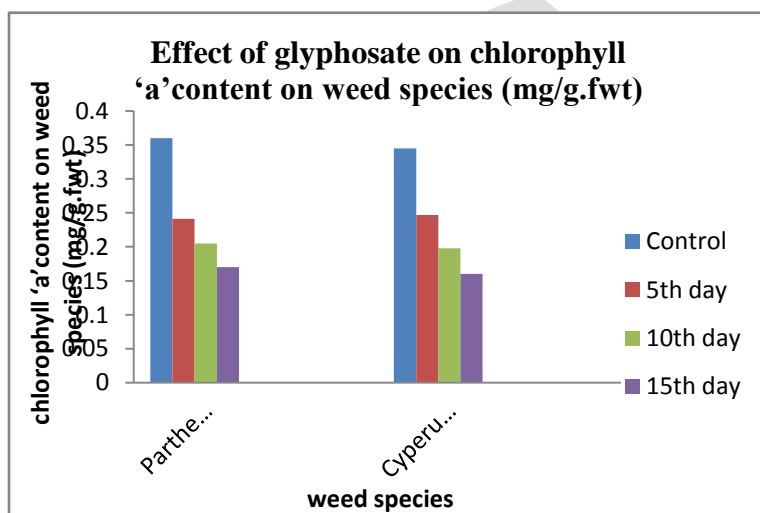 Effect of glyphosate on chlorophyll
‘a’content on weed species (mg/g.fwt)
chlorophyll ‘a’content on weed
species (mg/g.fwt)
0.4
0.35
0.3
0.25
0.2
0.15
0.1
0.05
0
Parthe...
Cyperu...
weed species
Control
5th day
10th day
15th day